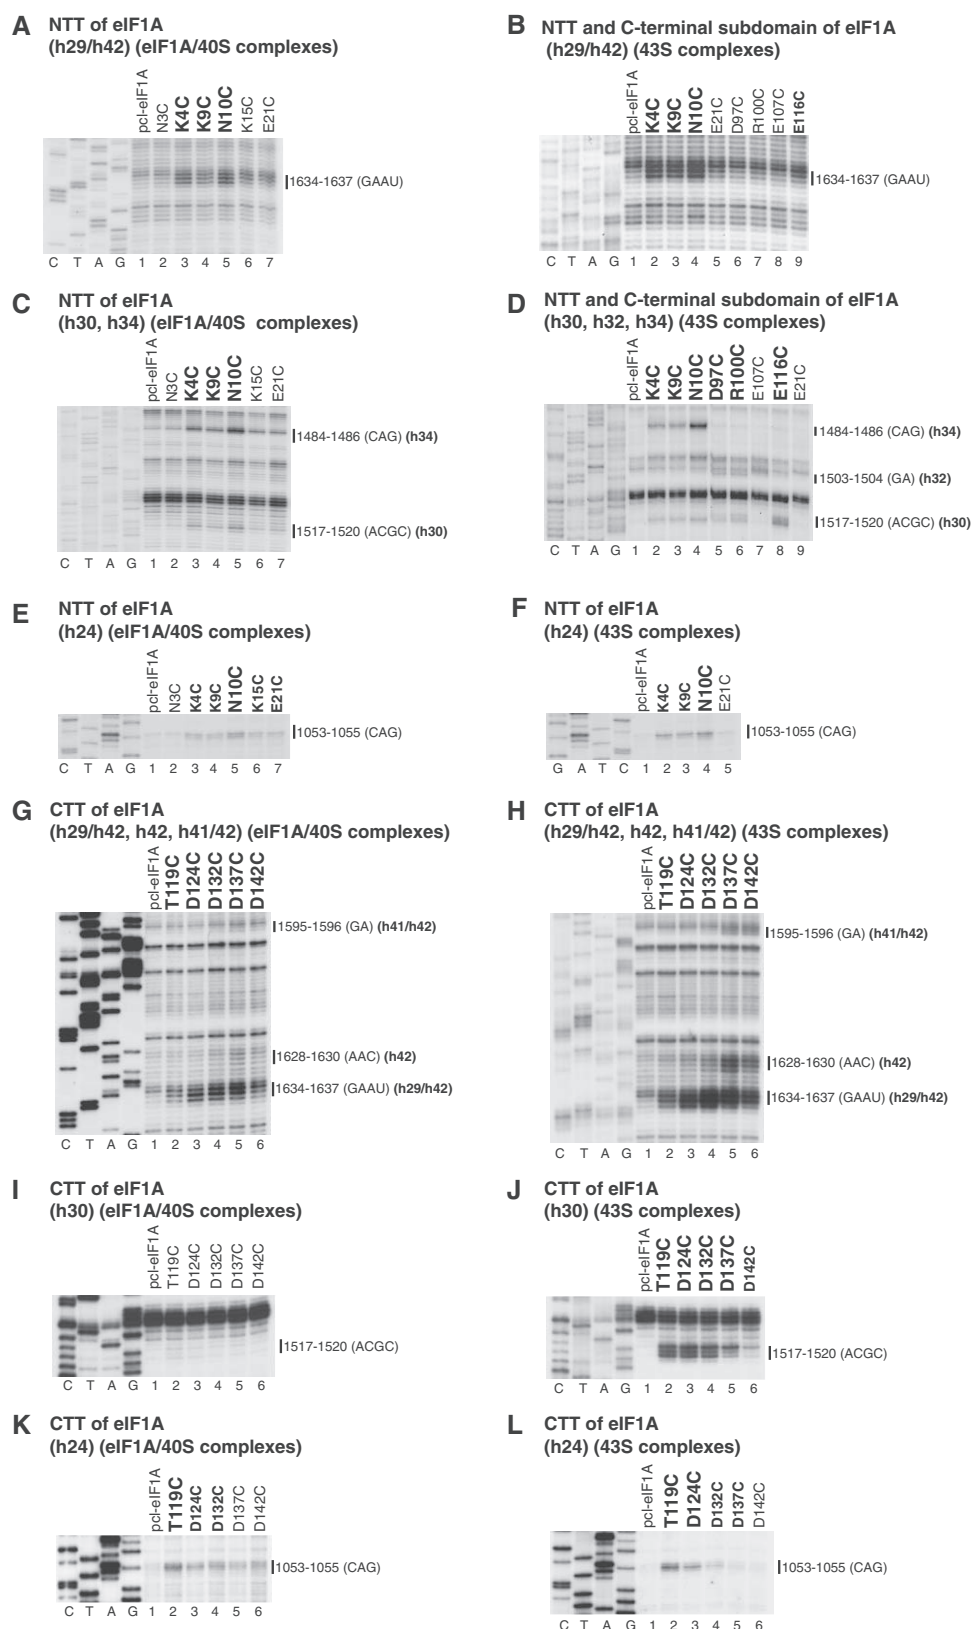 A NTT of eIF1A
(h29/h42) (eIF1A/40S complexes)
pcl-eIF1A N3C K4C K9C N10C K15C E21C
1634-1637 (GAAU)
C T A G 1 2 3 4 5 6 7
B NTT and C-terminal subdomain of eIF1A
(h29/h42) (43S complexes)
pcl-eIF1A K4C K9C N10C E21C D97C R100C E107C E116C
1634-1637 (GAAU)
C T A G 1 2 3 4 5 6 7 8 9
C NTT of eIF1A
(h30, h34) (eIF1A/40S complexes)
pcl-eIF1A N3C K4C K9C N10C K15C E21C
1484-1486 (CAG) (h34)
1517-1520 (ACGC) (h30)
C T A G 1 2 3 4 5 6 7
D NTT and C-terminal subdomain of eIF1A
(h30, h32, h34) (43S complexes)
pcl-eIF1A K4C K9C N10C D97C R100C E107C E116C E21C
1484-1486 (CAG) (h34)
1503-1504 (GA) (h32)
1517-1520 (ACGC) (h30)
C T A G 1 2 3 4 5 6 7 8 9
E NTT of eIF1A
(h24) (eIF1A/40S complexes)
pcl-eIF1A N3C K4C K9C N10C K15C E21C
1053-1055 (CAG)
C T A G 1 2 3 4 5 6 7
F NTT of eIF1A
(h24) (43S complexes)
pcl-eIF1A K4C K9C N10C E21C
1053-1055 (CAG)
G A T C 1 2 3 4 5
G CTT of eIF1A
(h29/h42, h42, h41/42) (eIF1A/40S complexes)
pcl-eIF1A T119C D124C D132C D137C D142C
1595-1596 (GA) (h41/h42)
1628-1630 (AAC) (h42)
1634-1637 (GAAU) (h29/h42)
C T A G 1 2 3 4 5 6
H CTT of eIF1A
(h29/h42, h42, h41/42) (43S complexes)
pcl-eIF1A T119C D124C D132C D137C D142C
1595-1596 (GA) (h41/h42)
1628-1630 (AAC) (h42)
1634-1637 (GAAU) (h29/h42)
C T A G 1 2 3 4 5 6
I CTT of eIF1A
(h30) (eIF1A/40S complexes)
pcl-eIF1A T119C D124C D132C D137C D142C
1517-1520 (ACGC)
C T A G 1 2 3 4 5 6
J CTT of eIF1A
(h30) (43S complexes)
pcl-eIF1A T119C D124C D132C D137C D142C
1517-1520 (ACGC)
C T A G 1 2 3 4 5 6
K CTT of eIF1A
(h24) (eIF1A/40S complexes)
pcl-eIF1A T119C D124C D132C D137C D142C
1053-1055 (CAG)
C T A G 1 2 3 4 5 6
L CTT of eIF1A
(h24) (43S complexes)
pcl-eIF1A T119C D124C D132C D137C D142C
1053-1055 (CAG)
C T A G 1 2 3 4 5 6